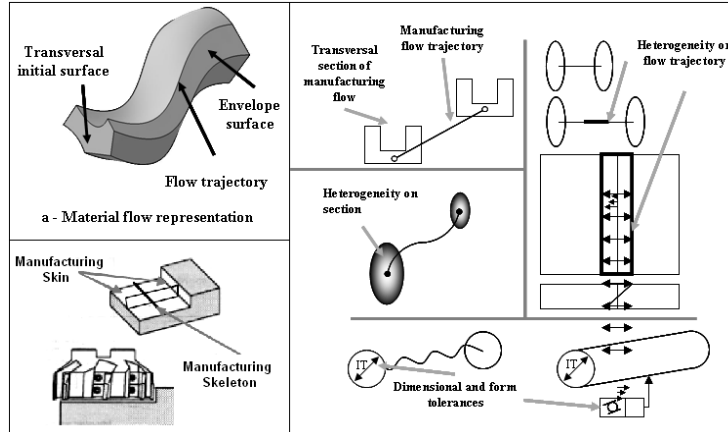 Transversal
initial surface
Envelope
surface
Flow trajectory
a - Material flow representation
Manufacturing
Skin
Manufacturing
Skeleton
Transversal
section of
manufacturing
flow
Manufacturing
flow trajectory
Heterogeneity on
section
Heterogeneity on
flow trajectory
IT
Dimensional and form
tolerances
IT